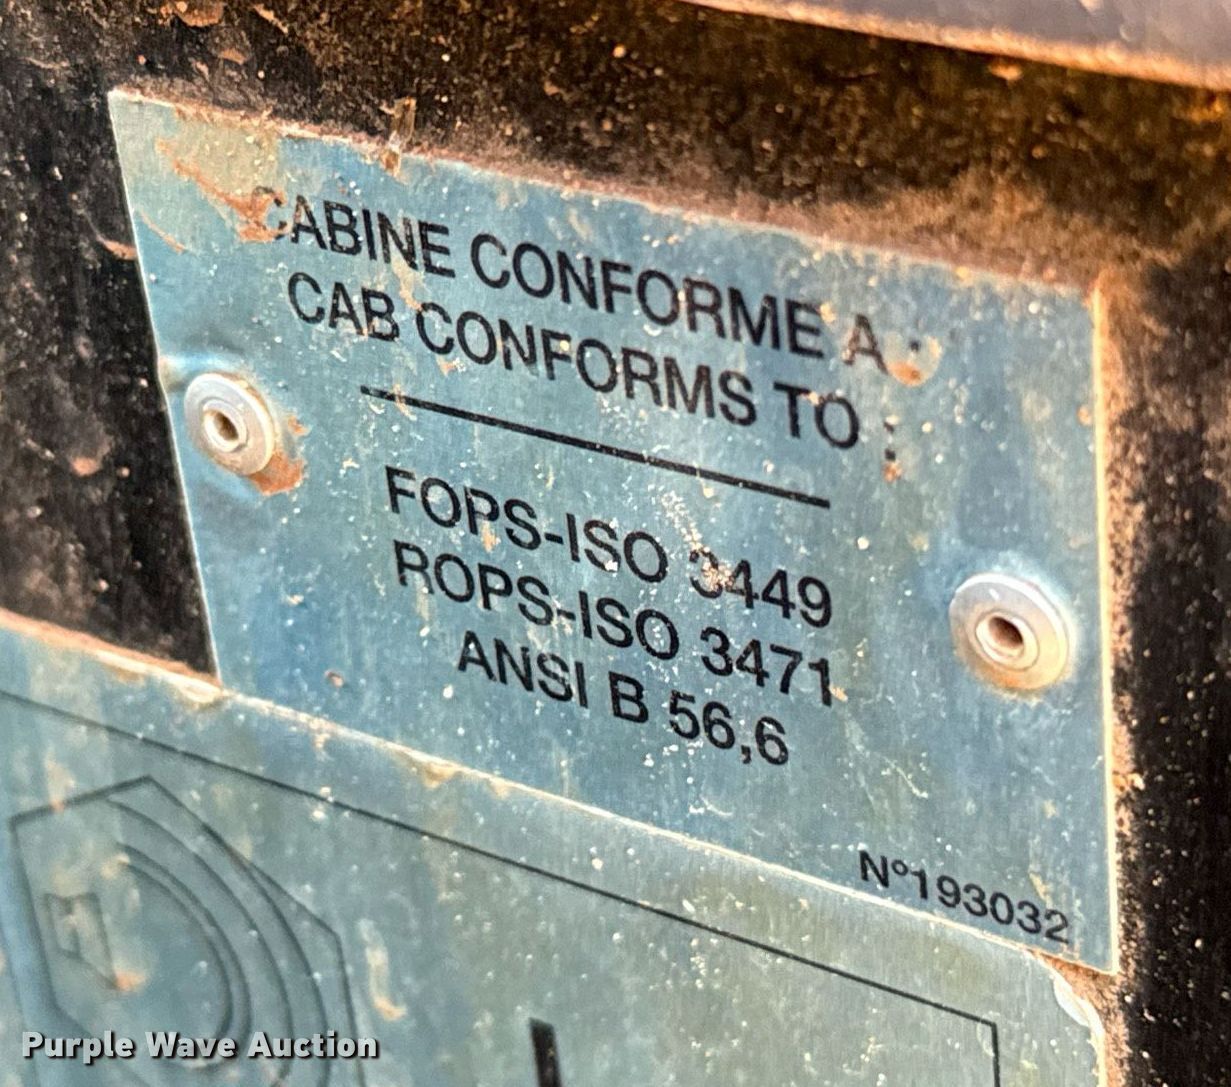 CABINE CONFORME A :
CAB CONFORMS TO :
FOPS-ISO 3449
ROPS-ISO 3471
ANSI B 56,6
N°193032
Purple Wave Auction